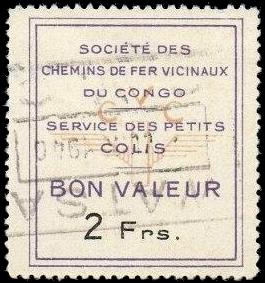 SOCIÉTÉ DES
CHEMINS DE FER VICINAUX
DU CONGO
SERVICE DES PETITS
COLIS
BON VALEUR
2 Frs.